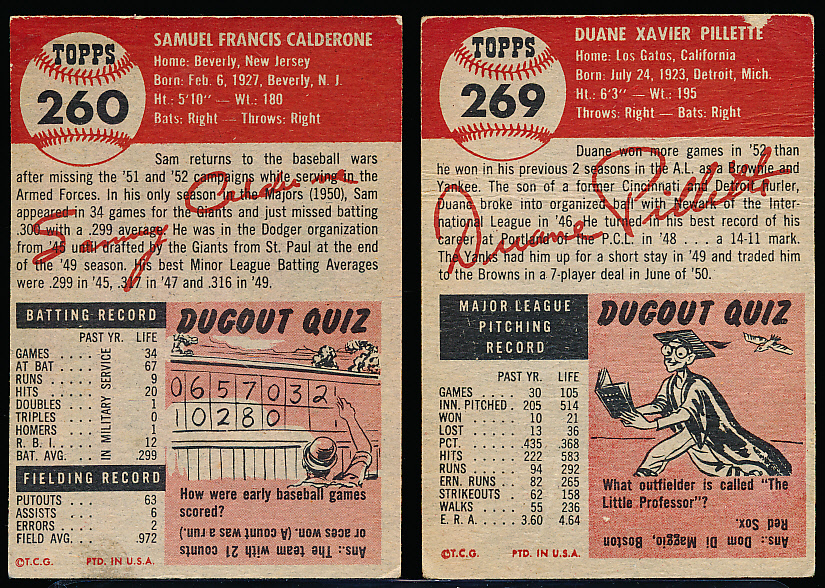 TOPPS
260
SAMUEL FRANCIS CALDERONE
Home: Beverly, New Jersey
Born: Feb. 6, 1927, Beverly, N. J.
Ht.: 5'10" — Wt.: 180
Bats: Right — Throws: Right
Sam returns to the baseball wars
after missing the '51 and '52 campaigns while serving in the
Armed Forces. In his only season in the Majors (1950), Sam
appeared in 34 games for the Giants and just missed batting
.300 with a .299 average. He was in the Dodger organization
from '45 until drafted by the Giants from St. Paul at the end
of the '49 season. His best Minor League Batting Averages
were .299 in '45, .317 in '47 and .316 in '49.
Sammy Calderone
BATTING RECORD
PAST YR. LIFE
GAMES 34
AT BAT 67
RUNS 9
HITS 20
DOUBLES 1
TRIPLES 0
HOMERS 1
R. B. I. 12
BAT. AVG. .299
IN MILITARY SERVICE
FIELDING RECORD
PUTOUTS 63
ASSISTS 6
ERRORS 2
FIELD AVG. .972
DUGOUT QUIZ
0 6 5 7 0 3 2
1 0 2 8 0
How were early baseball games
scored?
Ans.: The team with 21 counts
or aces won. (A count was a run.)
©T.C.G. PTD. IN U.S.A.
TOPPS
269
DUANE XAVIER PILLETTE
Home: Los Gatos, California
Born: July 24, 1923, Detroit, Mich.
Ht.: 6'3" — Wt.: 195
Throws: Right — Bats: Right
Duane won more games in '52 than
he won in his previous 2 seasons in the A.L. as a Brownie and
Yankee. The son of a former Cincinnati and Detroit hurler,
Duane broke into organized ball with Newark of the Inter-
national League in '46. He turned in his best record of his
career at Portland in the P.C.L. in '48 . . . a 14-11 mark.
The Yanks had him up for a short stay in '49 and traded him
to the Browns in a 7-player deal in June of '50.
Duane Pillette
MAJOR LEAGUE
PITCHING
RECORD
PAST YR. LIFE
GAMES 30 105
INN. PITCHED 205 514
WON 10 21
LOST 13 36
PCT. .435 .368
HITS 222 583
RUNS 94 292
ERN. RUNS 82 265
STRIKEOUTS 62 158
WALKS 55 236
E. R. A. 3.60 4.64
DUGOUT QUIZ
What outfielder is called "The
Little Professor"?
Ans.: Dom Di Maggio, Boston
Red Sox.
©T.C.G. PTD. IN U.S.A.